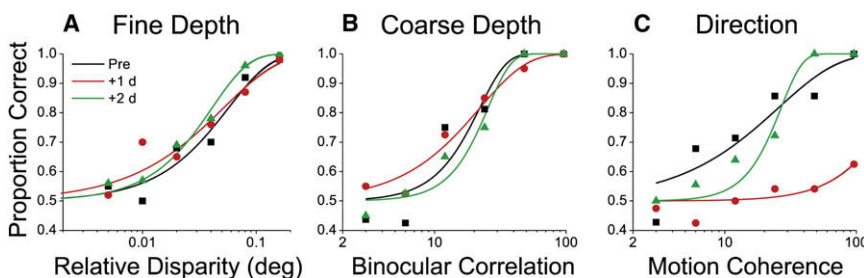 A Fine Depth
B Coarse Depth
C Direction
Proportion Correct
1.0
0.9
0.8
0.7
0.6
0.5
0.4
Pre
+1 d
+2 d
0.01 0.1
Relative Disparity (deg)
1.0
0.9
0.8
0.7
0.6
0.5
0.4
2 10 100
Binocular Correlation
1.0
0.9
0.8
0.7
0.6
0.5
0.4
2 10 100
Motion Coherence